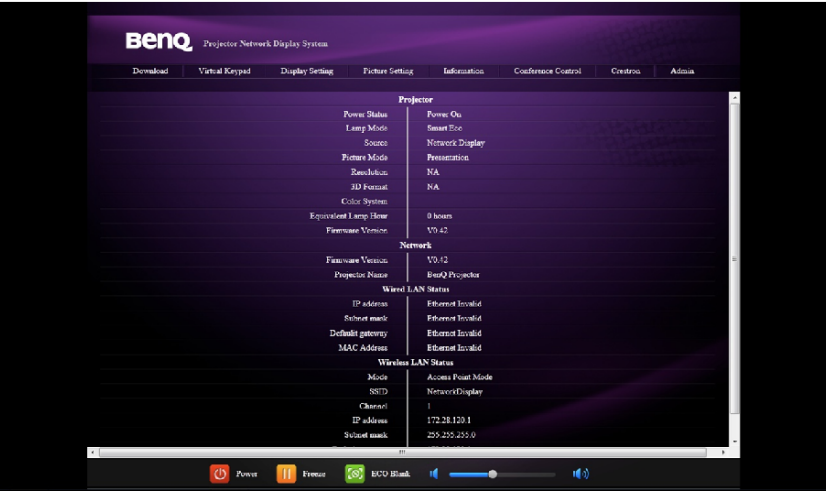 BenQ Projector Network Display System
Download Virtual Keypad Display Setting Picture Setting Information Conference Control Crestron Admin
Projector
Power Status Power On
Lamp Mode Smart Eco
Source Network Display
Picture Mode Presentation
Resolution NA
3D Format NA
Color System
Equivalent Lamp Hour 0 hours
Firmware Version V0.42
Network
Firmware Version V0.42
Projector Name BenQ Projector
Wired LAN Status
IP address Ethernet Invalid
Subnet mask Ethernet Invalid
Default gateway Ethernet Invalid
MAC Address Ethernet Invalid
Wireless LAN Status
Mode Access Point Mode
SSID NetworkDisplay
Channel 1
IP address 172.28.120.1
Subnet mask 255.255.255.0
Power Freeze ECO Blank